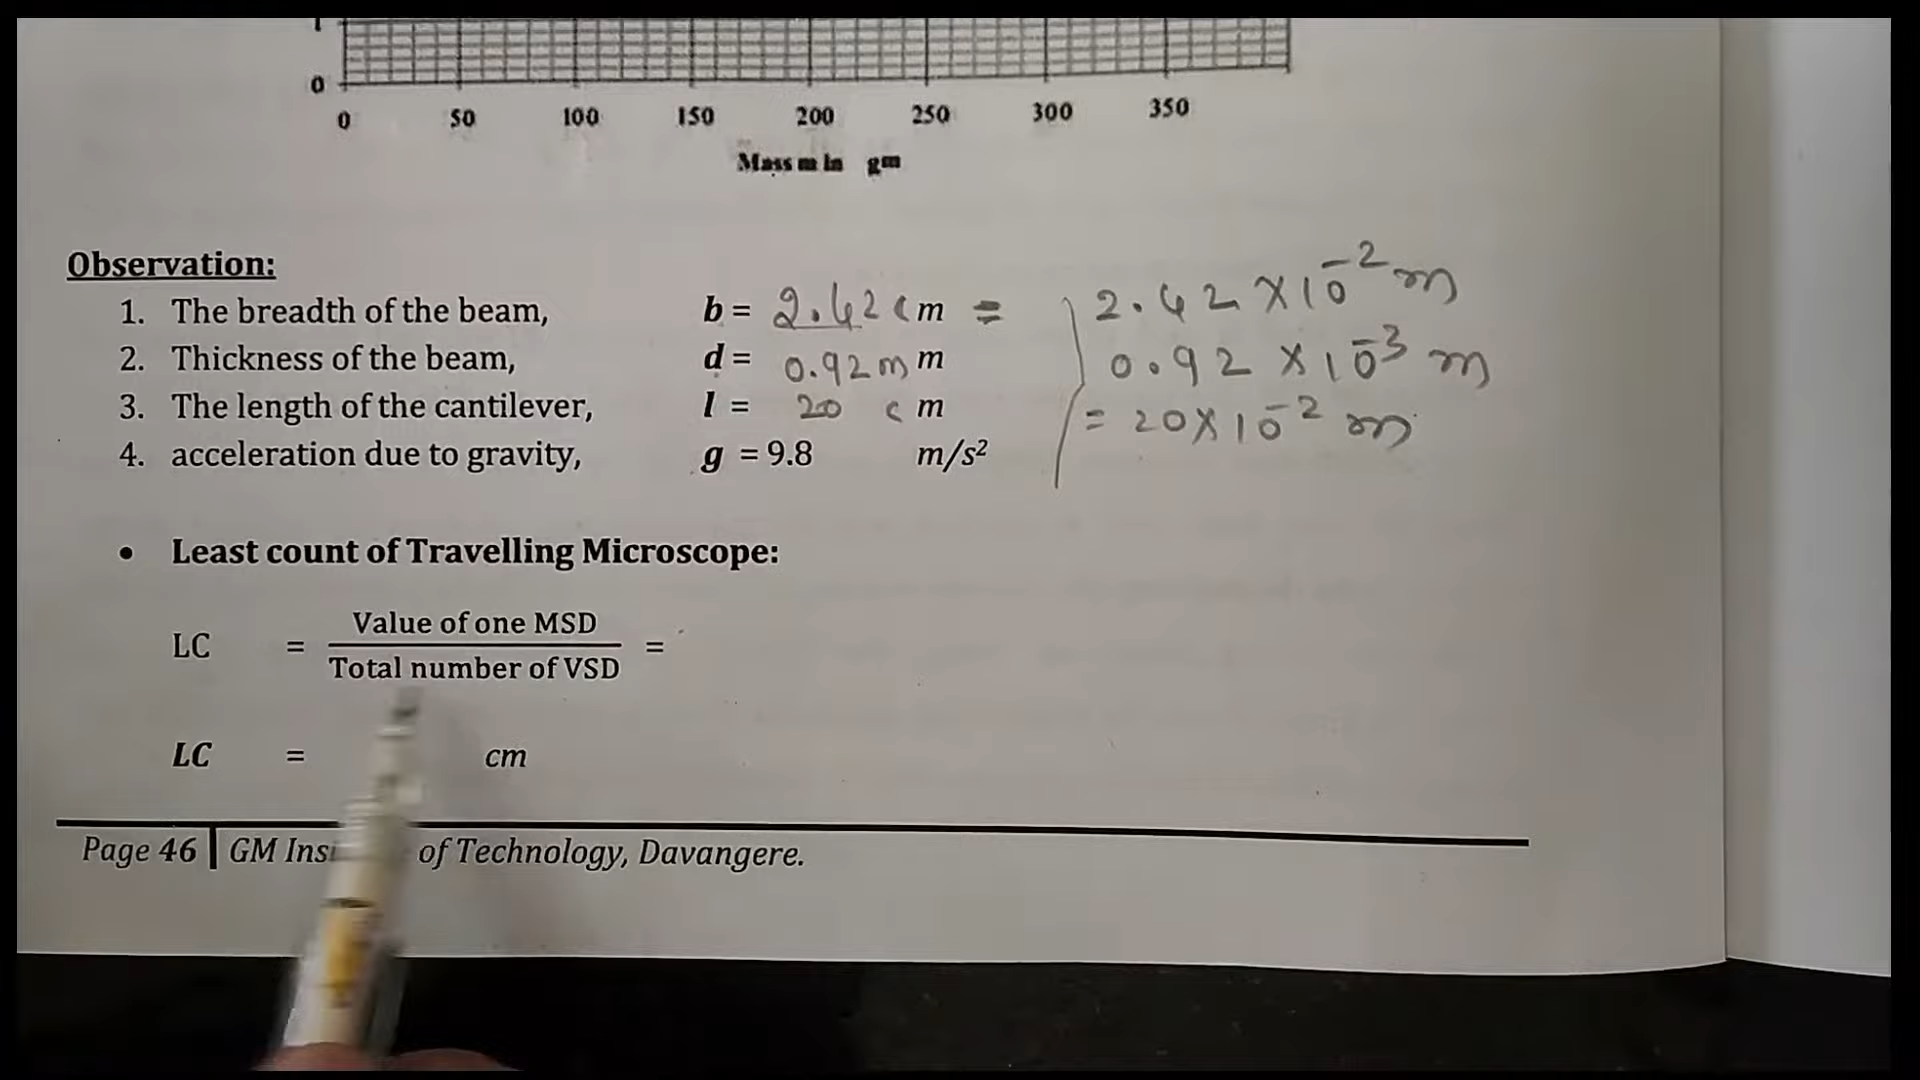 0
0 50 100 150 200 250 300 350
Mass m in gm
Observation:
1. The breadth of the beam, b = 2.42 cm = 2.42 × 10⁻² m
2. Thickness of the beam, d = 0.92 mm 0.92 × 10⁻³ m
3. The length of the cantilever, l = 20 cm = 20 × 10⁻² m
4. acceleration due to gravity, g = 9.8 m/s²
• Least count of Travelling Microscope:
LC = Value of one MSD / Total number of VSD =
LC = cm
Page 46 | GM Ins of Technology, Davangere.